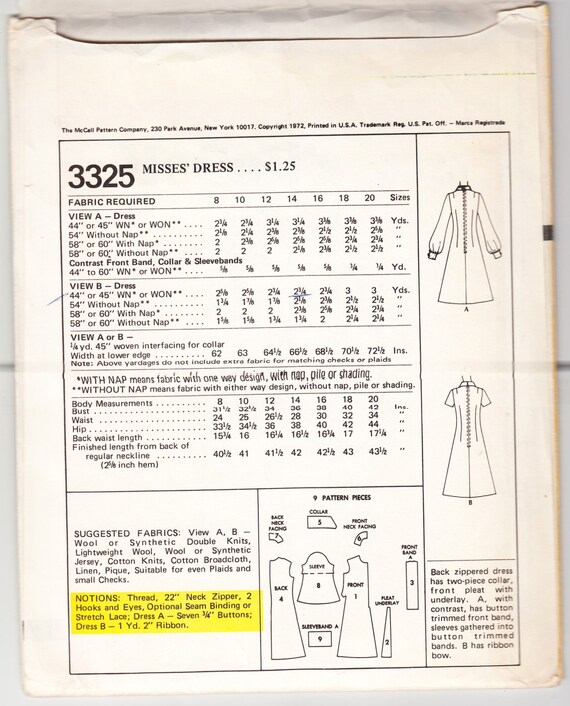 The McCall Pattern Company, 230 Park Avenue, New York 10017. Copyright 1972, Printed in U.S.A. Trademark Reg. U.S. Pat. Off. — Marca Registrada
3325 MISSES' DRESS .... $1.25
FABRIC REQUIRED 8 10 12 14 16 18 20 Sizes
VIEW A — Dress
44" or 45" WN* or WON** .... 2¾ 2¾ 3¼ 3¼ 3⅜ 3⅜ 3⅜ Yds.
54" Without Nap** ........ 2⅛ 2¼ 2⅜ 2⅜ 2½ 2½ 2⅝ "
58" or 60" With Nap* ....... 2 2⅜ 2⅝ 2⅝ 2⅝ 2¾ 2¾ "
58" or 60" Without Nap** .... 2 2 2 2⅛ 2⅜ 2½ 2½ "
Contrast Front Band, Collar & Sleevebands
44" to 60" WN* or WON** .... ⅝ ⅝ ⅝ ⅝ ⅝ ¼ ¼ Yd.
VIEW B — Dress
44" or 45" WN* or WON** .... 2⅝ 2⅝ 2¾ 2¾ 2¾ 3 3 Yds.
54" Without Nap** ........ 1¾ 1⅞ 1⅞ 2⅛ 2⅜ 2½ 2½ "
58" or 60" With Nap* ........ 2 2 2 2⅜ 2⅝ 2¾ 2¾ "
58" or 60" Without Nap** .... 1⅝ 1⅝ 1¾ 1¾ 2 2¼ 2¼ "
VIEW A or B —
¼ yd. 45" woven interfacing for collar
Width at lower edge .......... 62 63 64½ 66½ 68½ 70½ 72½ Ins.
Note: Above yardages do not include extra fabric for matching checks or plaids
*WITH NAP means fabric with one way design, with nap, pile or shading.
**WITHOUT NAP means fabric with either way design, without nap, pile or shading.
Body Measurements 8 10 12 14 16 18 20
Bust 31½ 32½ 34 36 38 40 42 Ins.
Waist 24 25 26½ 28 30 32 34 "
Hip 33½ 34½ 36 38 40 42 44 "
Back waist length 15¾ 16 16¼ 16½ 16¾ 17 17¼ "
Finished length from back of
regular neckline .......... 40½ 41 41½ 42 42½ 43 43½ "
(2⅝ inch hem)
A
B
SUGGESTED FABRICS: View A, B —
Wool or Synthetic Double Knits,
Lightweight Wool, Wool or Synthetic
Jersey, Cotton Knits, Cotton Broadcloth,
Linen, Pique, Suitable for even Plaids and
small Checks.
NOTIONS: Thread, 22" Neck Zipper, 2
Hooks and Eyes, Optional Seam Binding or
Stretch Lace; Dress A — Seven ¾" Buttons;
Dress B — 1 Yd. 2" Ribbon.
9 PATTERN PIECES
BACK
NECK
FACING
7
COLLAR
5
FRONT
NECK FACING
6
BACK
4
SLEEVE
8
FRONT
1
FRONT
BAND A
3
PLEAT
UNDERLAY
2
SLEEVEBAND A
9
Back zippered dress
has two-piece collar,
front pleat with
underlay. A, with
contrast, has button
trimmed front band,
sleeves gathered into
button trimmed
bands. B has ribbon
bow.